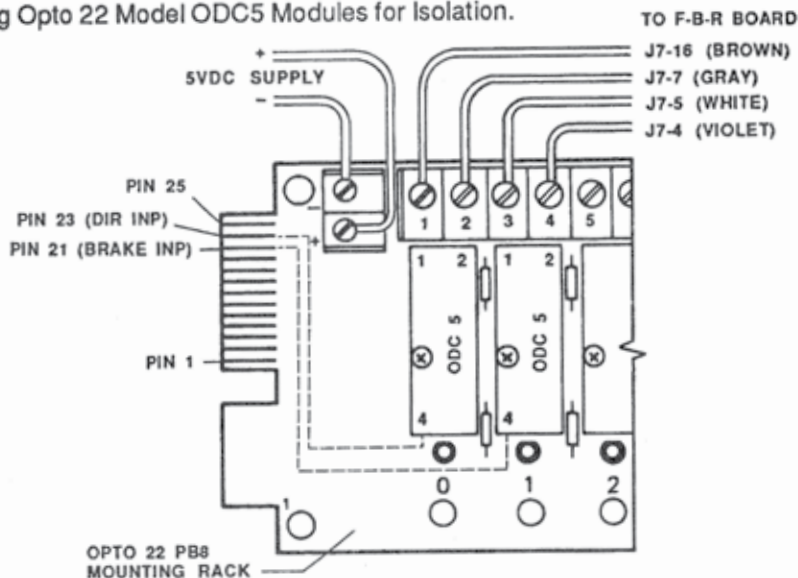 g Opto 22 Model ODC5 Modules for Isolation.
TO F-B-R BOARD
+
5VDC SUPPLY
−
J7-16 (BROWN)
J7-7 (GRAY)
J7-5 (WHITE)
J7-4 (VIOLET)
PIN 25
PIN 23 (DIR INP)
PIN 21 (BRAKE INP)
PIN 1
−
+
1 2 3 4 5
1 2 1 2
ODC 5 ODC 5
4 4
0 1 2
1
OPTO 22 PB8
MOUNTING RACK